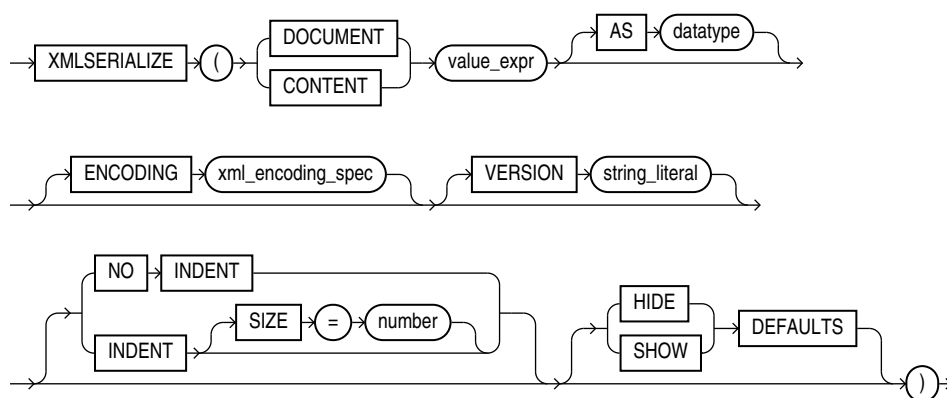 XMLSERIALIZE ( DOCUMENT CONTENT value_expr AS datatype
ENCODING xml_encoding_spec VERSION string_literal
NO INDENT
INDENT SIZE = number
HIDE SHOW DEFAULTS )